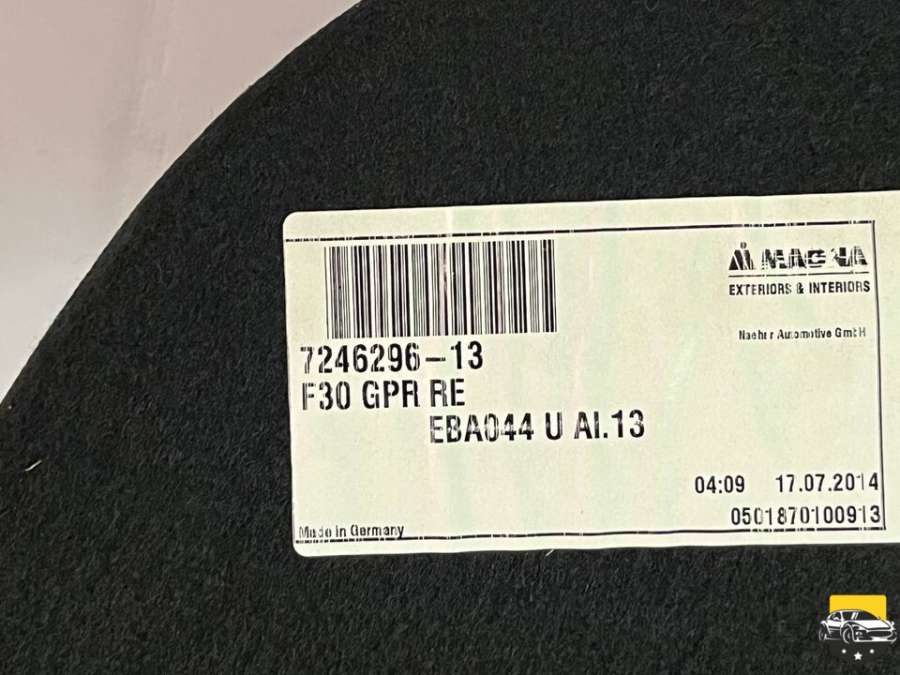 MAGNA
EXTERIORS & INTERIORS
Automotive GmbH
7246296-13
F30 GPR RE
EBA044 U AI.13
04:09 17.07.2014
0501870100913
Made in Germany